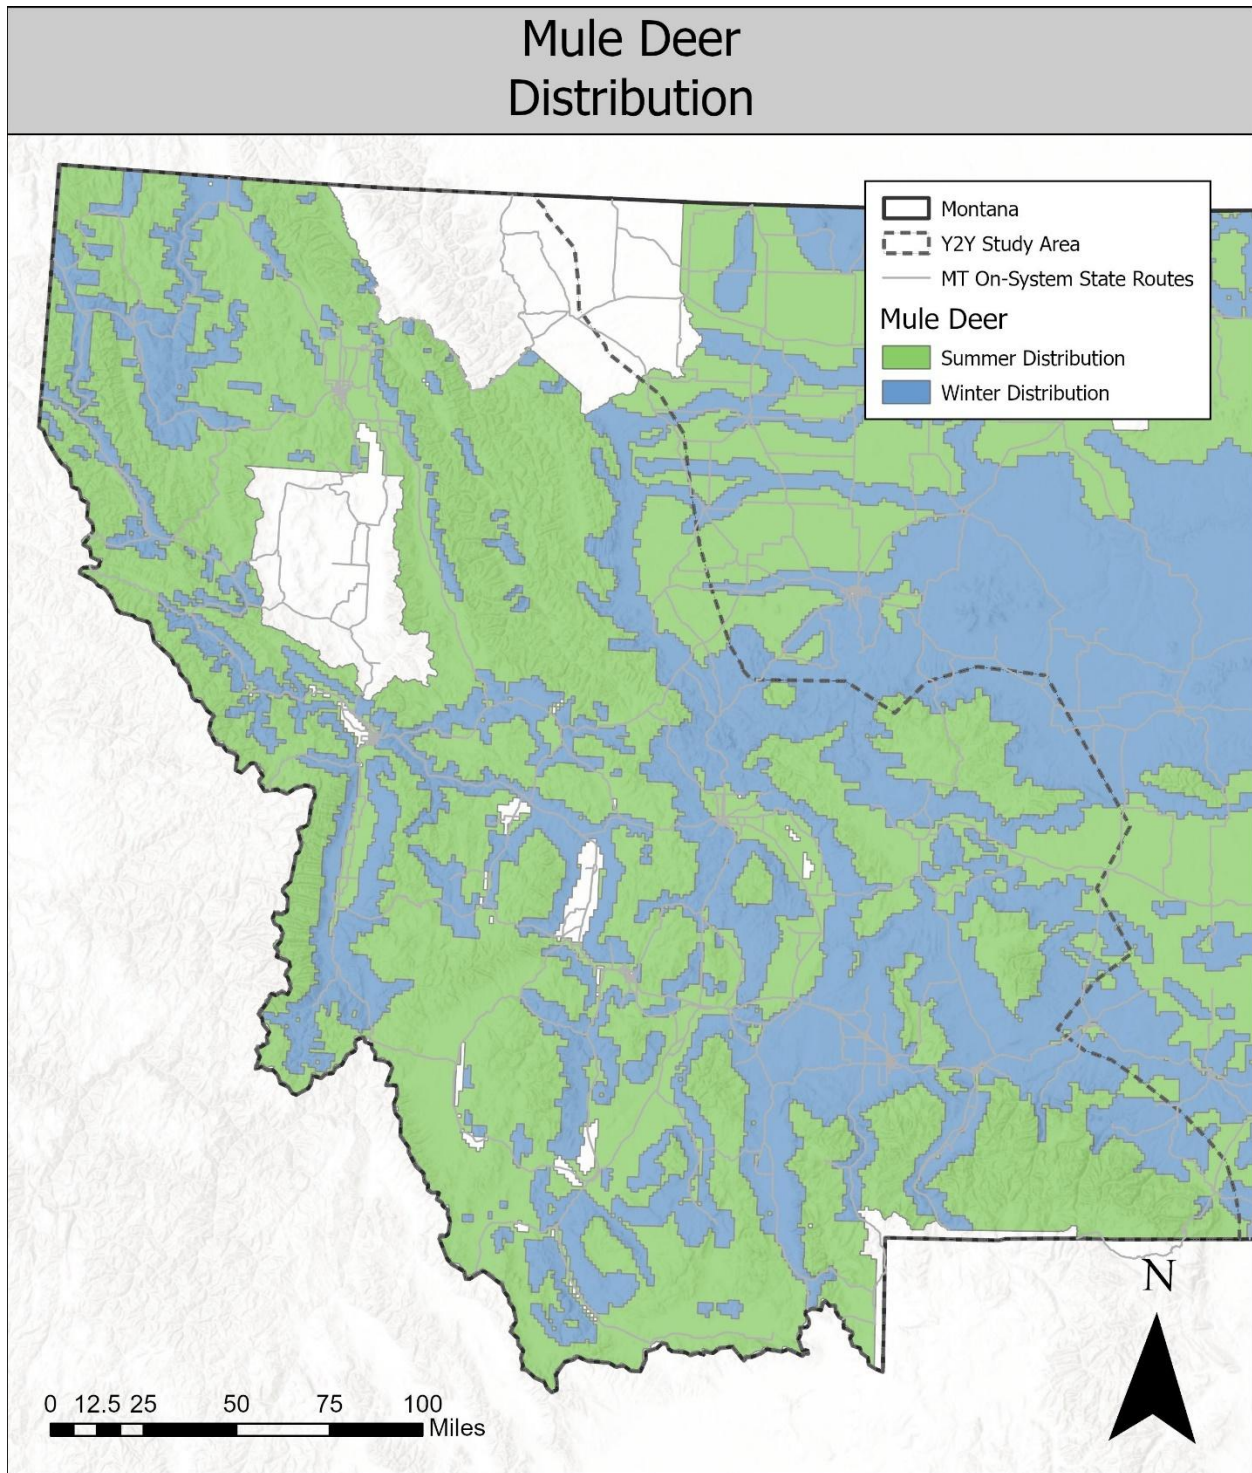 Mule Deer
Distribution
Montana
Y2Y Study Area
MT On-System State Routes
Mule Deer
Summer Distribution
Winter Distribution
N
0 12.5 25 50 75 100
Miles